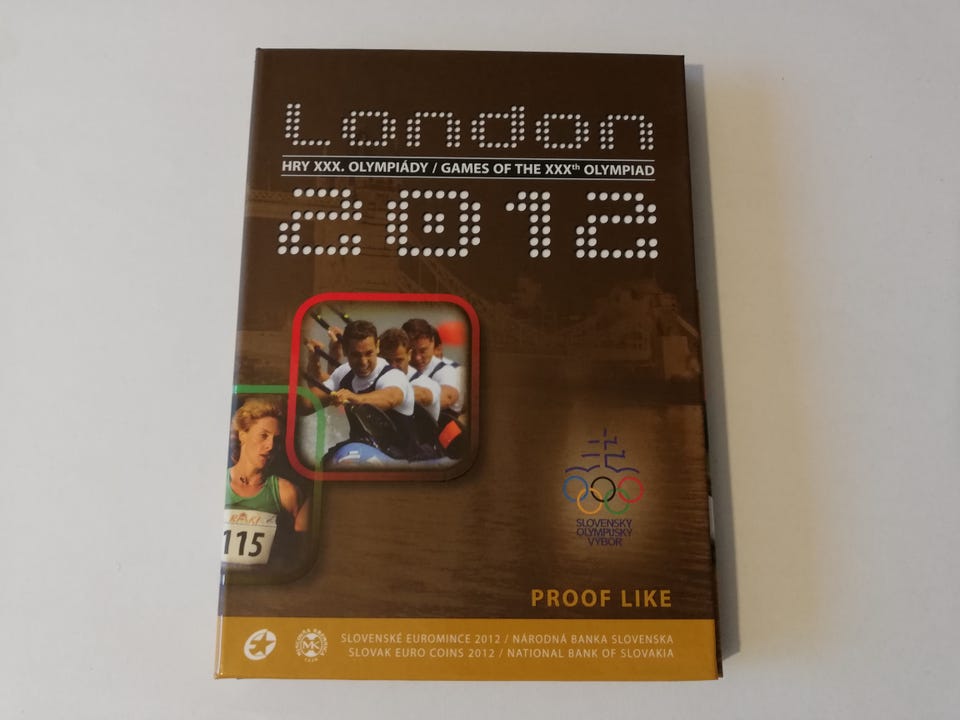 London
HRY XXX. OLYMPIÁDY / GAMES OF THE XXXth OLYMPIAD
2012
115
SLOVENSKÝ
OLYMPIJSKÝ
VÝBOR
PROOF LIKE
MK
SLOVENSKÉ EUROMINCE 2012 / NÁRODNÁ BANKA SLOVENSKA
SLOVAK EURO COINS 2012 / NATIONAL BANK OF SLOVAKIA